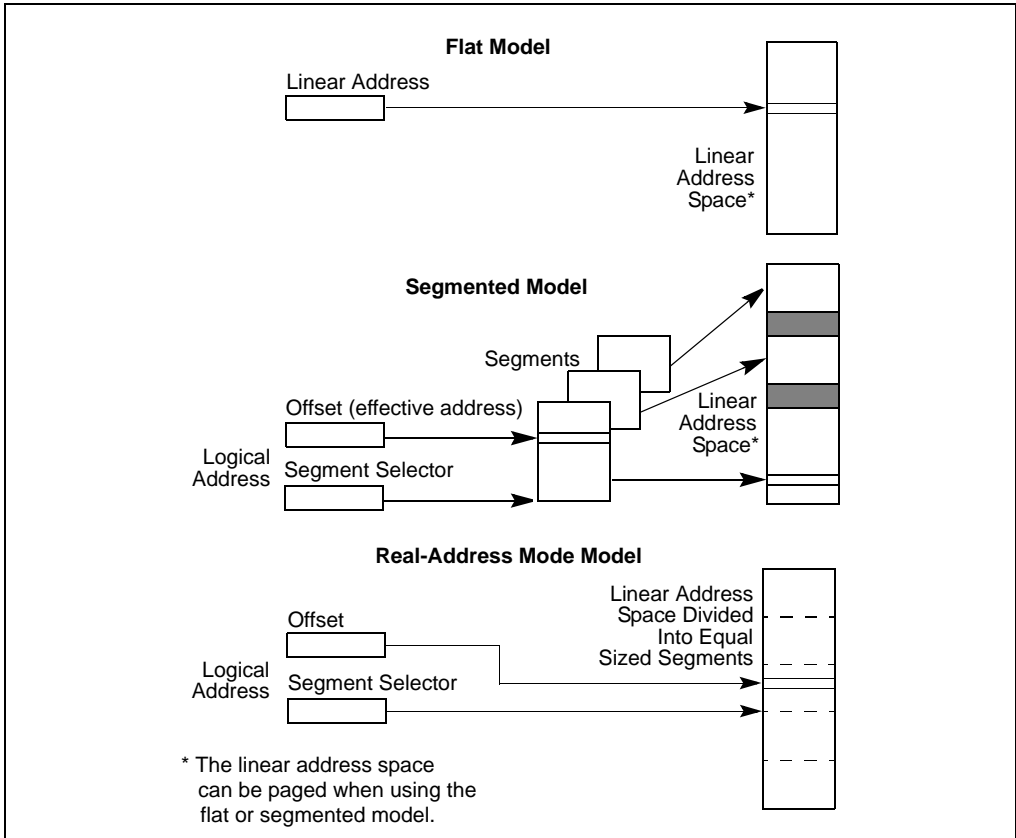 Flat Model
Linear Address
Linear
Address
Space*
Segmented Model
Segments
Offset (effective address)
Logical
Address
Segment Selector
Linear
Address
Space*
Real-Address Mode Model
Linear Address
Space Divided
Into Equal
Sized Segments
Offset
Logical
Address
Segment Selector
* The linear address space
can be paged when using the
flat or segmented model.